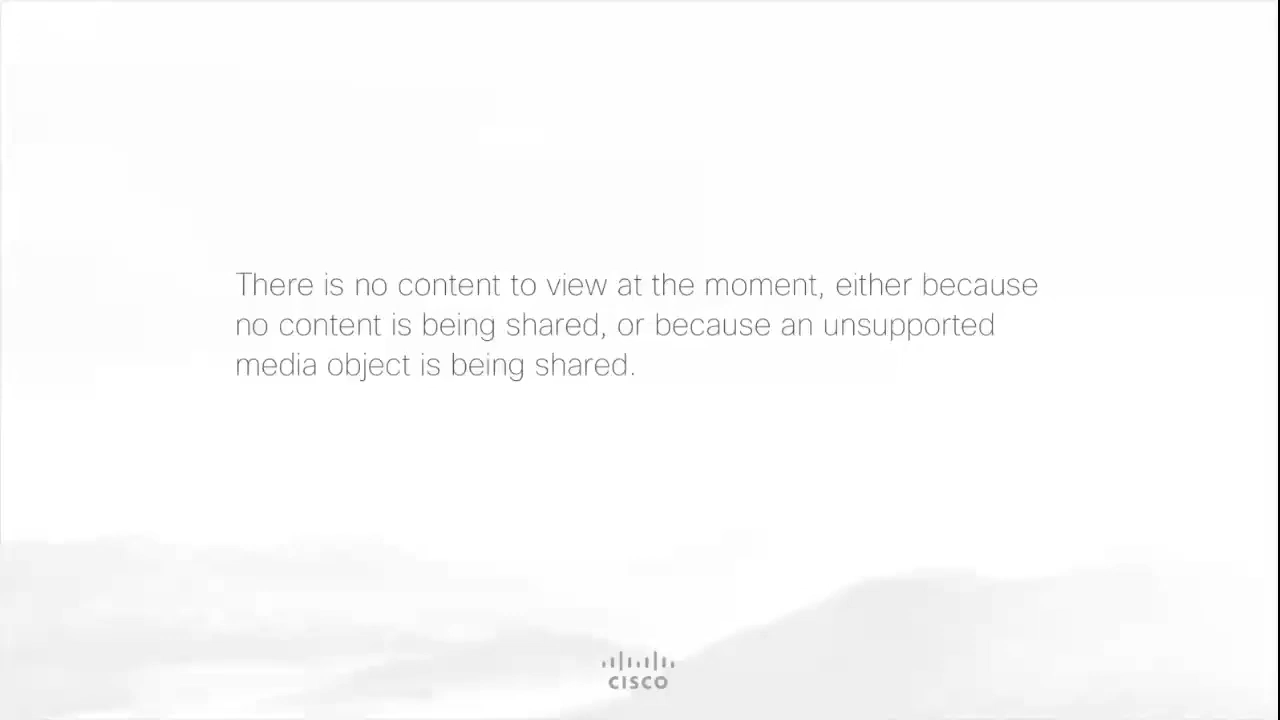 There is no content to view at the moment, either because
no content is being shared, or because an unsupported
media object is being shared.
CISCO